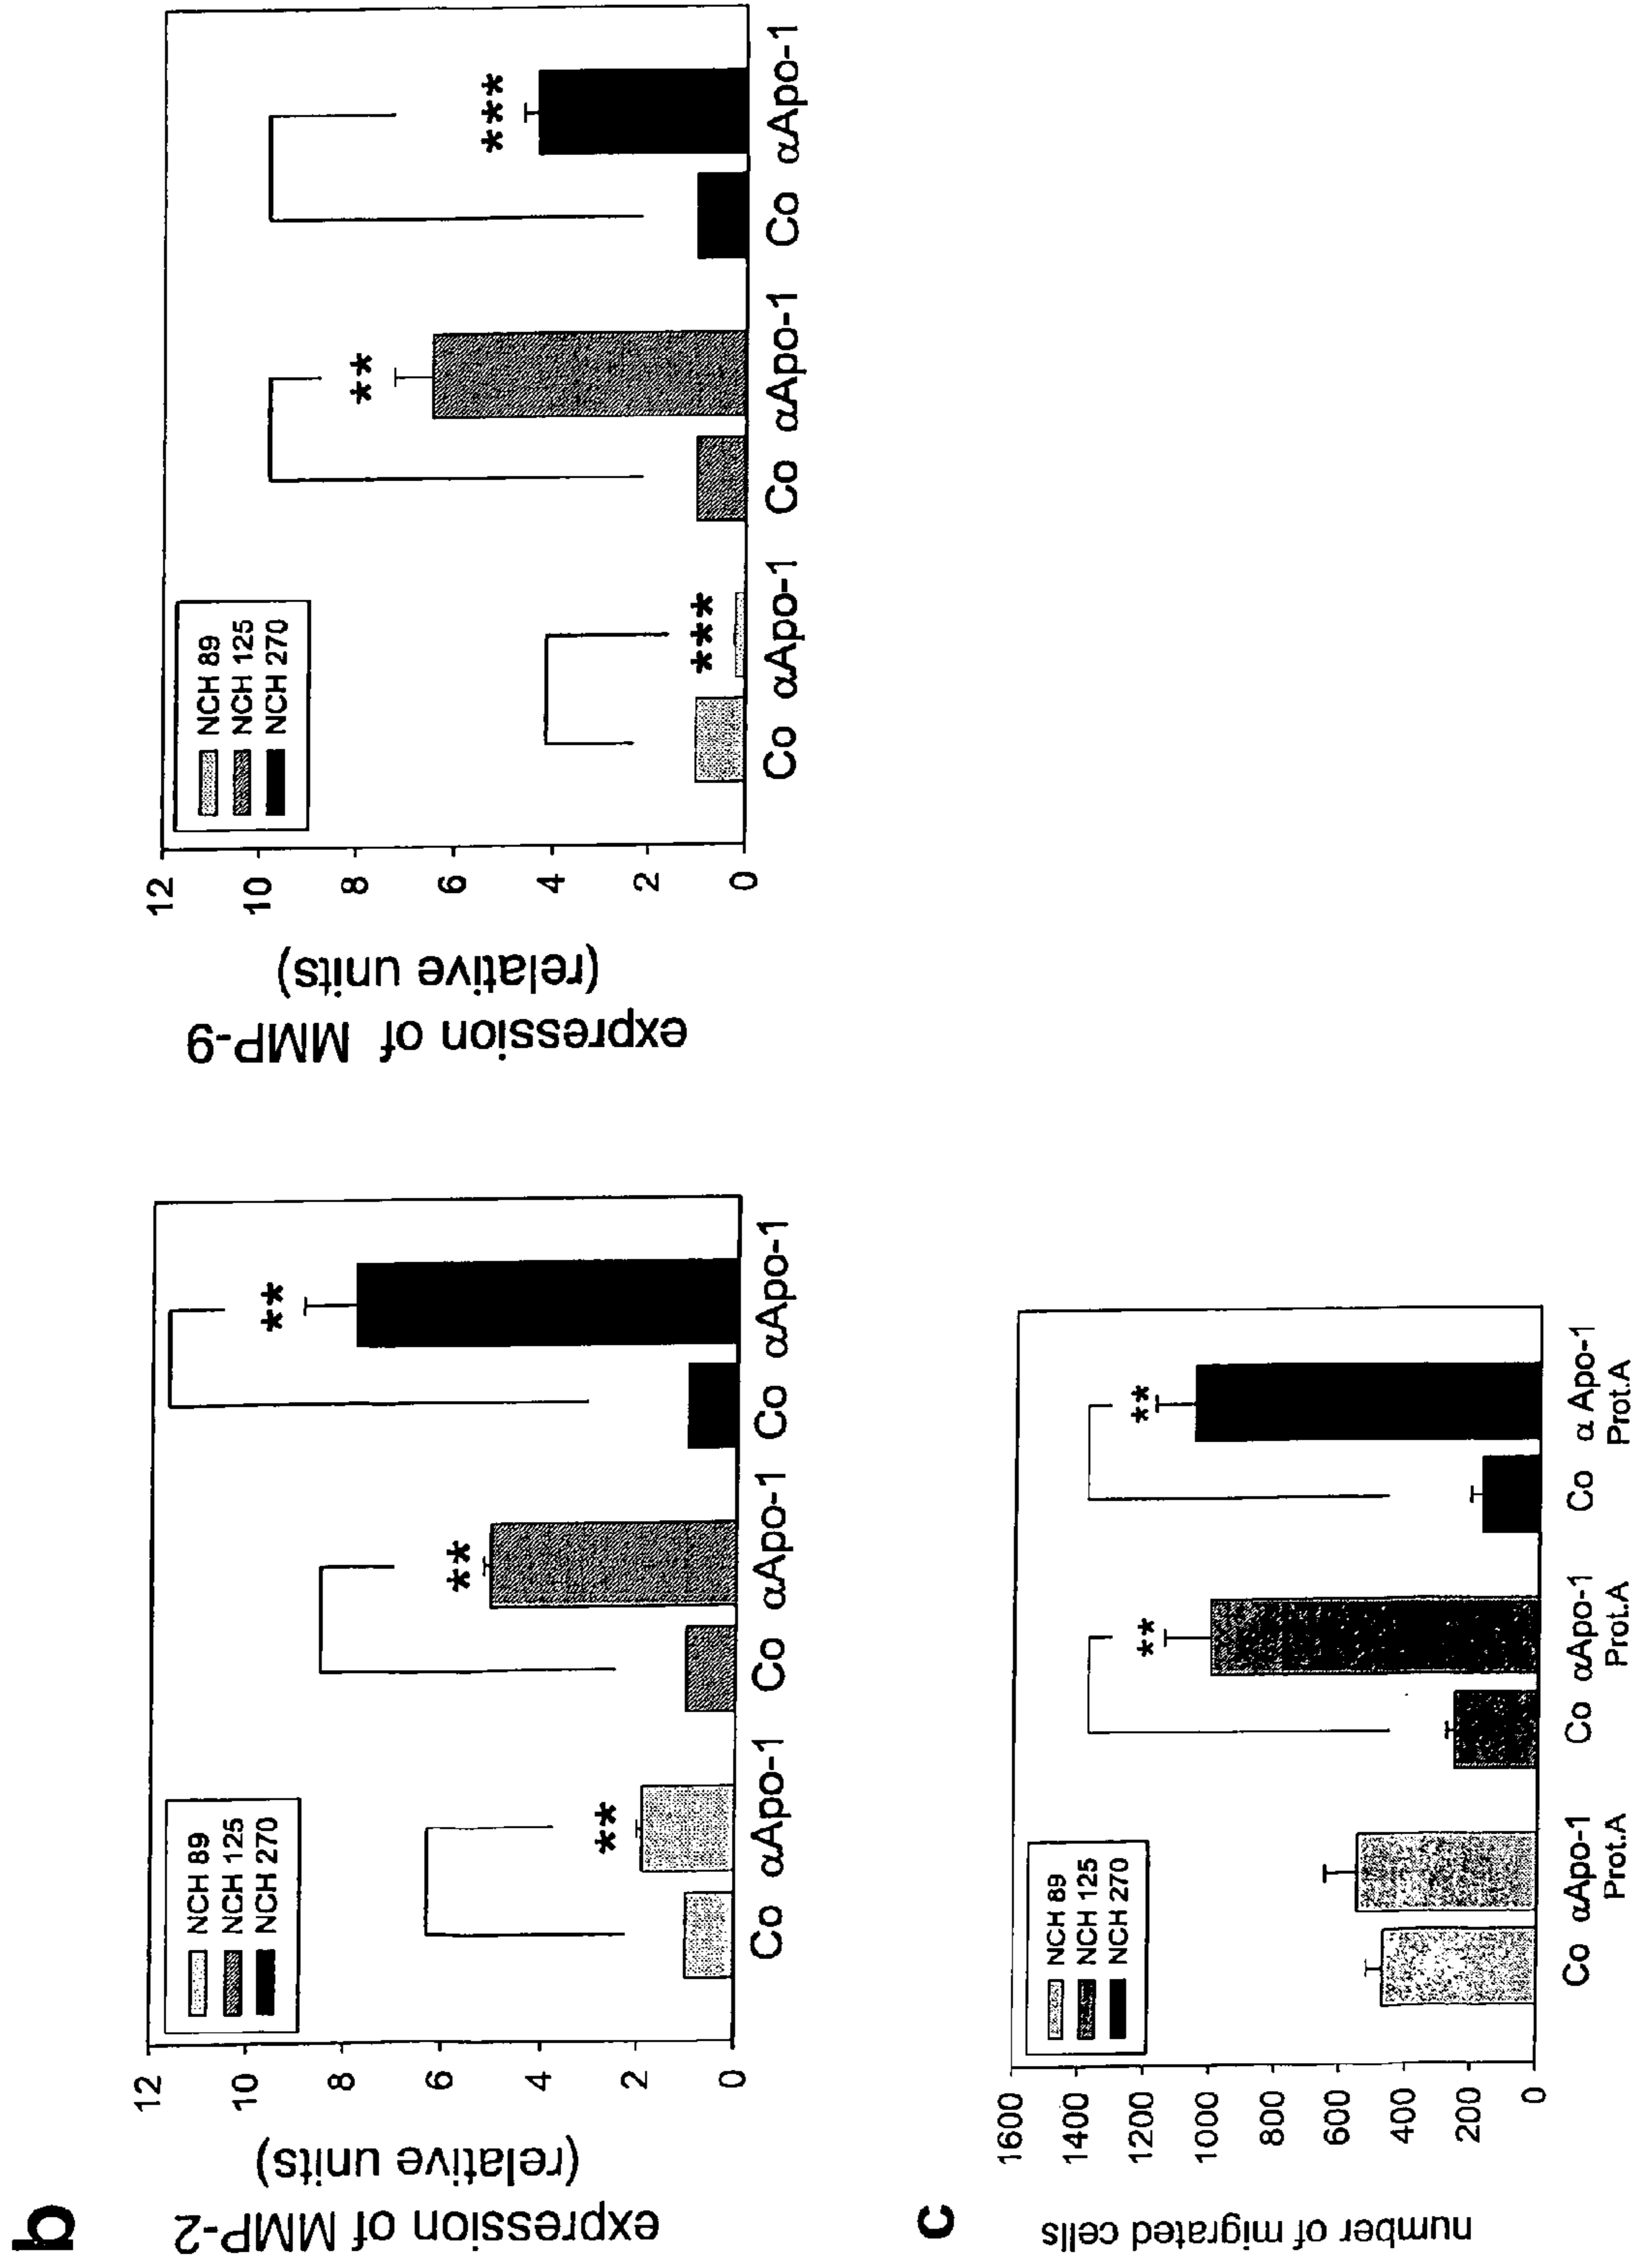 b
expression of MMP-2
(relative units)
12
10
8
6
4
2
0
NCH 89
NCH 125
NCH 270
**
**
**
Co αApo-1 Co αApo-1 Co αApo-1
expression of MMP-9
(relative units)
12
10
8
6
4
2
0
NCH 89
NCH 125
NCH 270
***
**
***
Co αApo-1 Co αApo-1 Co αApo-1
c
number of migrated cells
1600
1400
1200
1000
800
600
400
200
0
NCH 89
NCH 125
NCH 270
**
**
Co αApo-1 Co αApo-1 Co α Apo-1
Prot.A Prot.A Prot.A